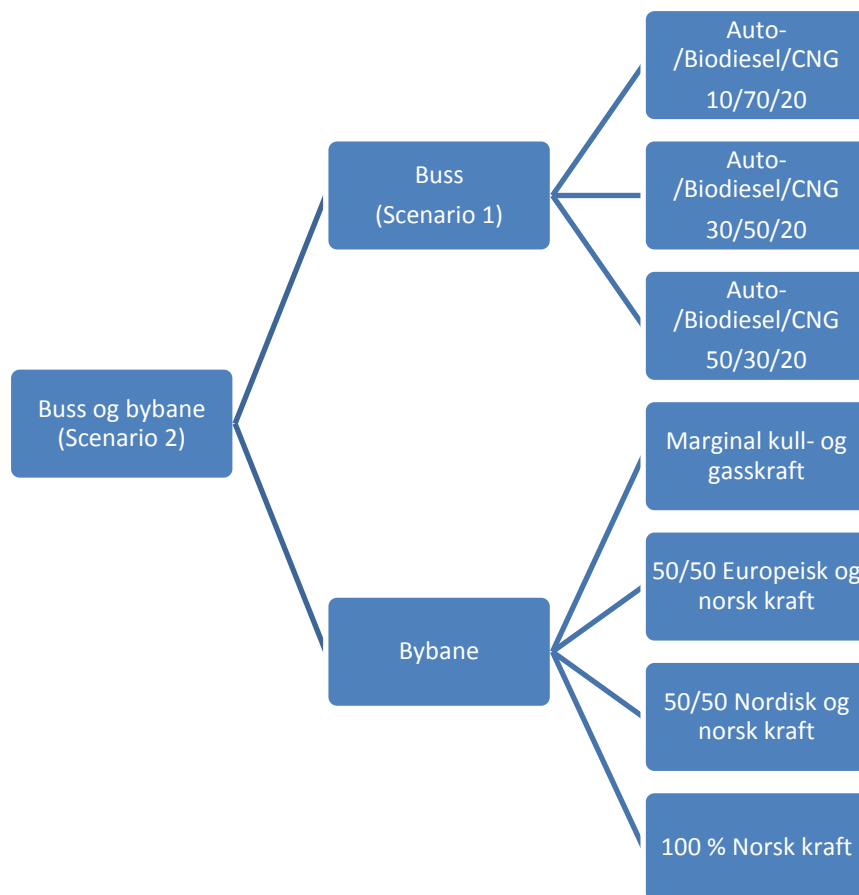 Auto-
/Biodiesel/CNG
10/70/20
Buss
(Scenario 1)
Auto-
/Biodiesel/CNG
30/50/20
Auto-
/Biodiesel/CNG
50/30/20
Buss og bybane
(Scenario 2)
Marginal kull- og
gasskraft
50/50 Europeisk og
norsk kraft
Bybane
50/50 Nordisk og
norsk kraft
100 % Norsk kraft